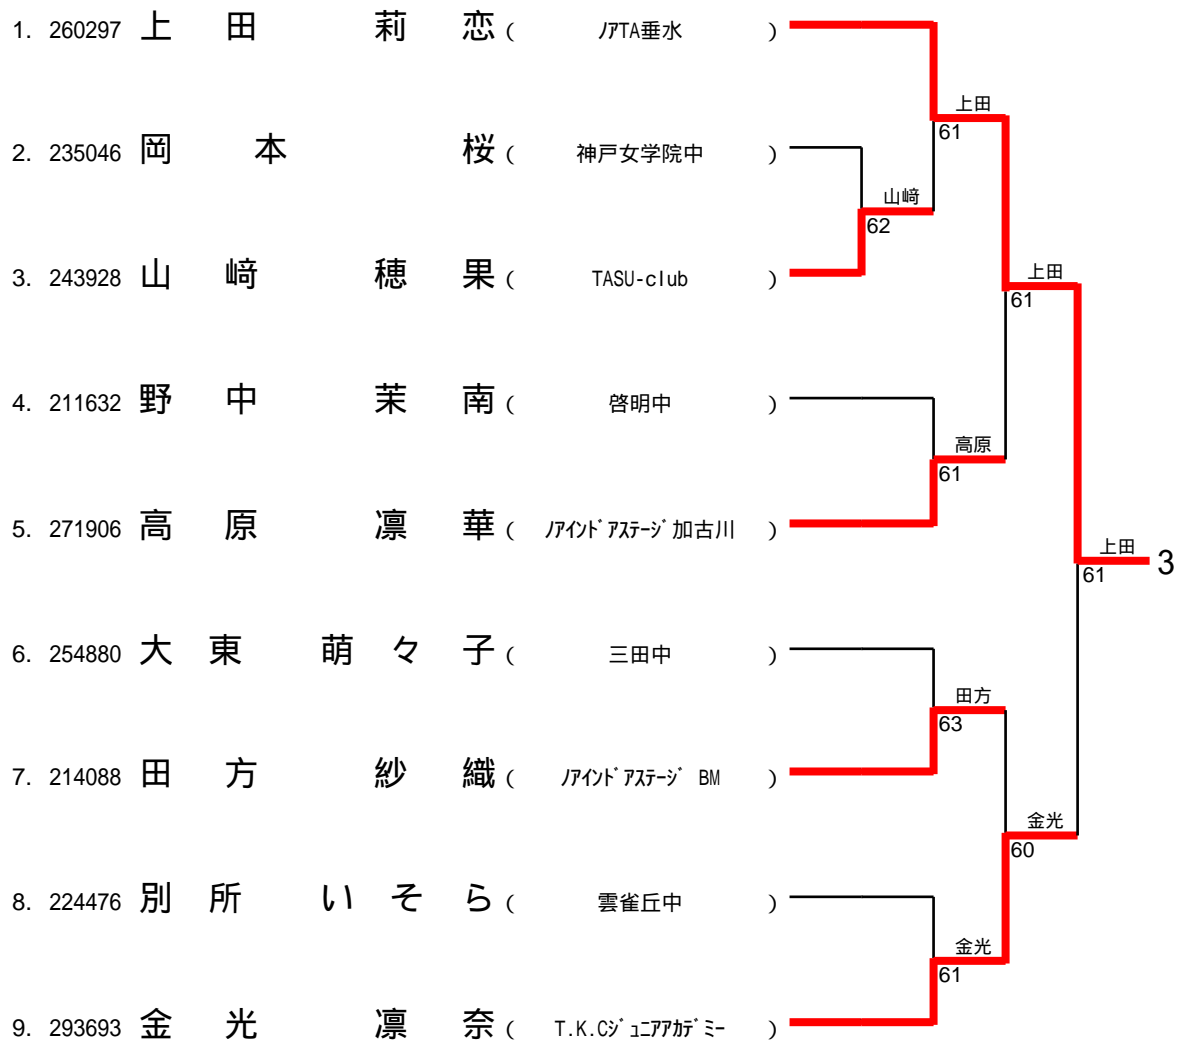 1. 260297 上 田 莉 恋 ( ﾉｱTA垂水 )
上田
61
2. 235046 岡 本 桜 ( 神戸女学院中 )
山﨑
62
3. 243928 山 﨑 穂 果 ( TASU-club )
上田
61
4. 211632 野 中 茉 南 ( 啓明中 )
高原
61
5. 271906 高 原 凛 華 ( ﾉｱｲﾝﾄﾞｱｽﾃｰｼﾞ加古川 )
上田
61
3
6. 254880 大 東 萌 々 子 ( 三田中 )
田方
63
7. 214088 田 方 紗 織 ( ﾉｱｲﾝﾄﾞｱｽﾃｰｼﾞ BM )
金光
60
8. 224476 別 所 い そ ら ( 雲雀丘中 )
金光
61
9. 293693 金 光 凛 奈 ( T.K.Cｼﾞｭﾆｱｱｶﾃﾞﾐｰ )